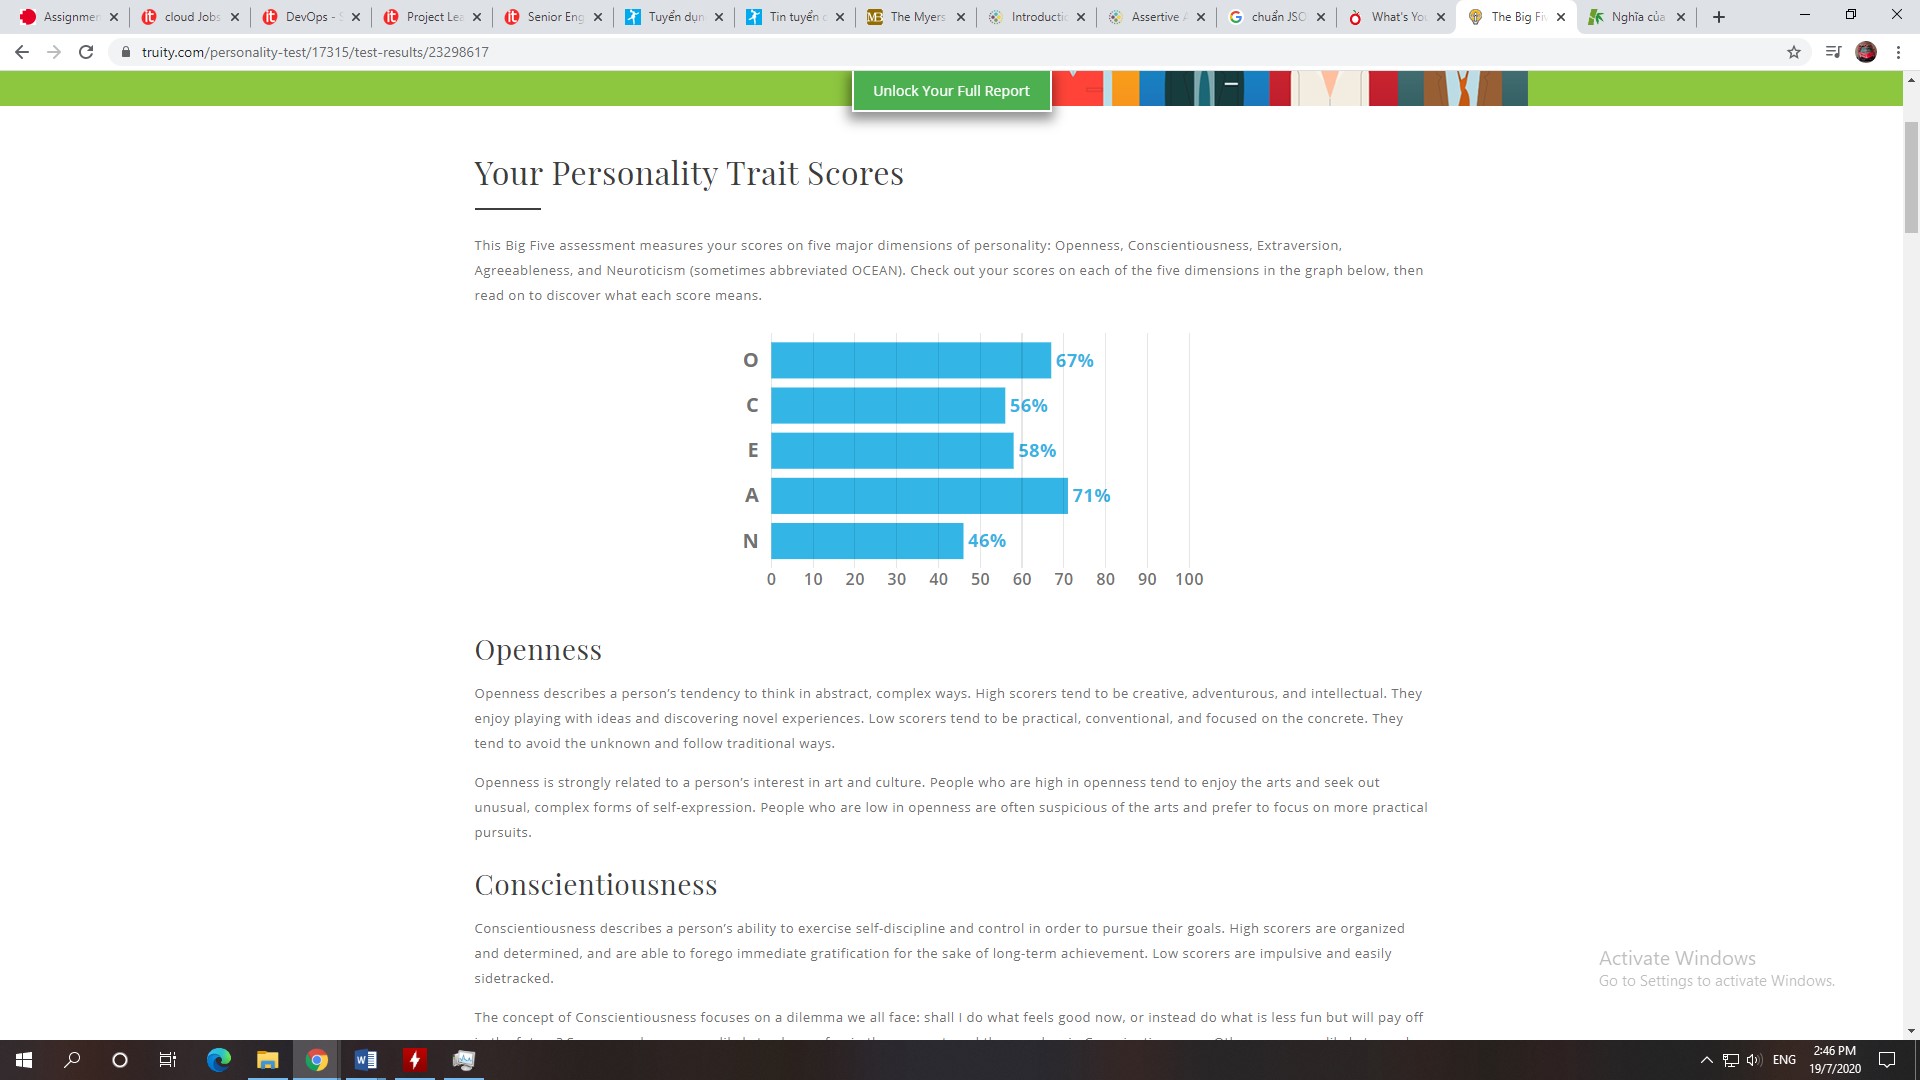 Assignmen
cloud Jobs
DevOps - S
Project Lea
Senior Eng
Tuyển dụn
Tin tuyển d
The Myers
Introductio
Assertive A
chuẩn JSO
What's You
The Big Fiv
Nghĩa của
truity.com/personality-test/17315/test-results/23298617
Unlock Your Full Report
Your Personality Trait Scores
This Big Five assessment measures your scores on five major dimensions of personality: Openness, Conscientiousness, Extraversion,
Agreeableness, and Neuroticism (sometimes abbreviated OCEAN). Check out your scores on each of the five dimensions in the graph below, then
read on to discover what each score means.
O 67%
C 56%
E 58%
A 71%
N 46%
0 10 20 30 40 50 60 70 80 90 100
Openness
Openness describes a person's tendency to think in abstract, complex ways. High scorers tend to be creative, adventurous, and intellectual. They
enjoy playing with ideas and discovering novel experiences. Low scorers tend to be practical, conventional, and focused on the concrete. They
tend to avoid the unknown and follow traditional ways.
Openness is strongly related to a person's interest in art and culture. People who are high in openness tend to enjoy the arts and seek out
unusual, complex forms of self-expression. People who are low in openness are often suspicious of the arts and prefer to focus on more practical
pursuits.
Conscientiousness
Conscientiousness describes a person's ability to exercise self-discipline and control in order to pursue their goals. High scorers are organized
and determined, and are able to forego immediate gratification for the sake of long-term achievement. Low scorers are impulsive and easily
sidetracked.
The concept of Conscientiousness focuses on a dilemma we all face: shall I do what feels good now, or instead do what is less fun but will pay off
Activate Windows
Go to Settings to activate Windows.
ENG
2:46 PM
19/7/2020